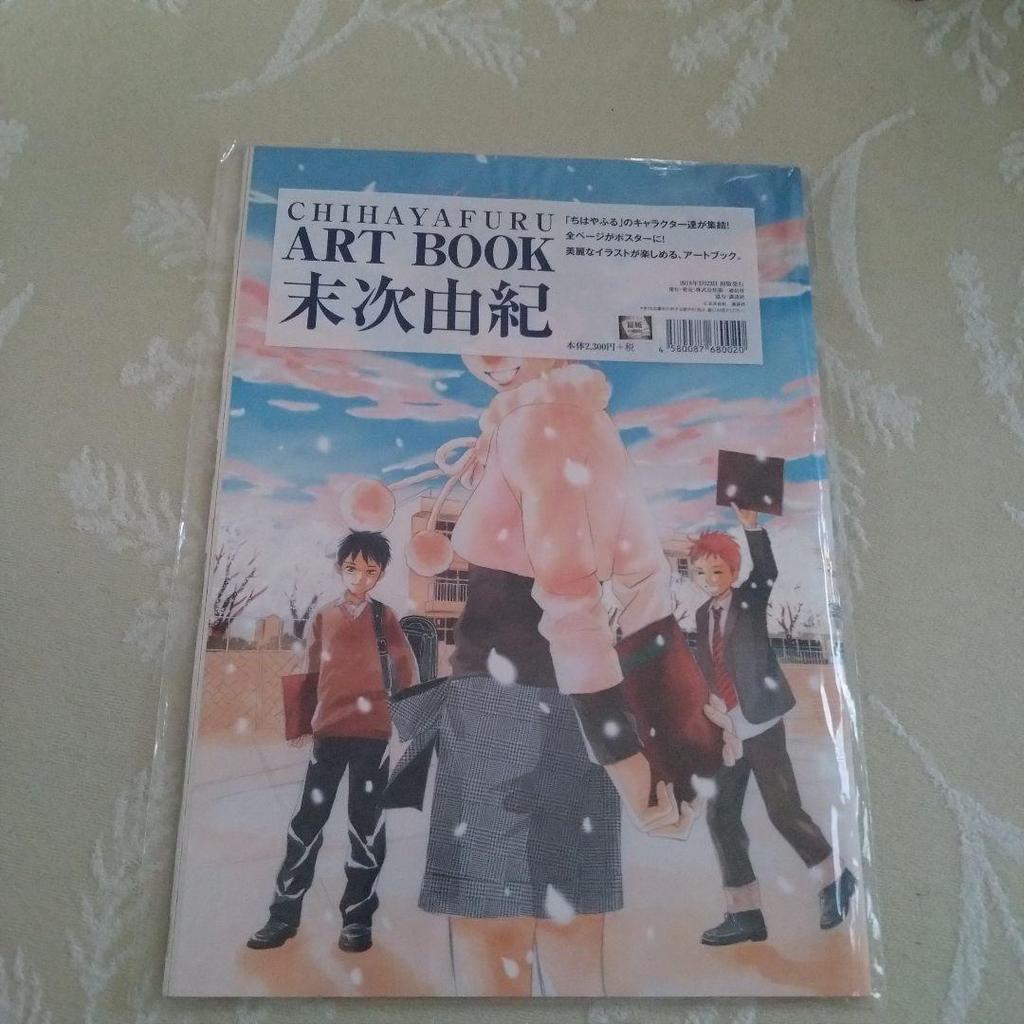 CHIHAYAFURU
ART BOOK
末次由紀
「ちはやふる」のキャラクター達が集結!
全ページがポスターに!
美麗なイラストが楽しめる、アートブック。
本体2,300円+税
4 580087 680020